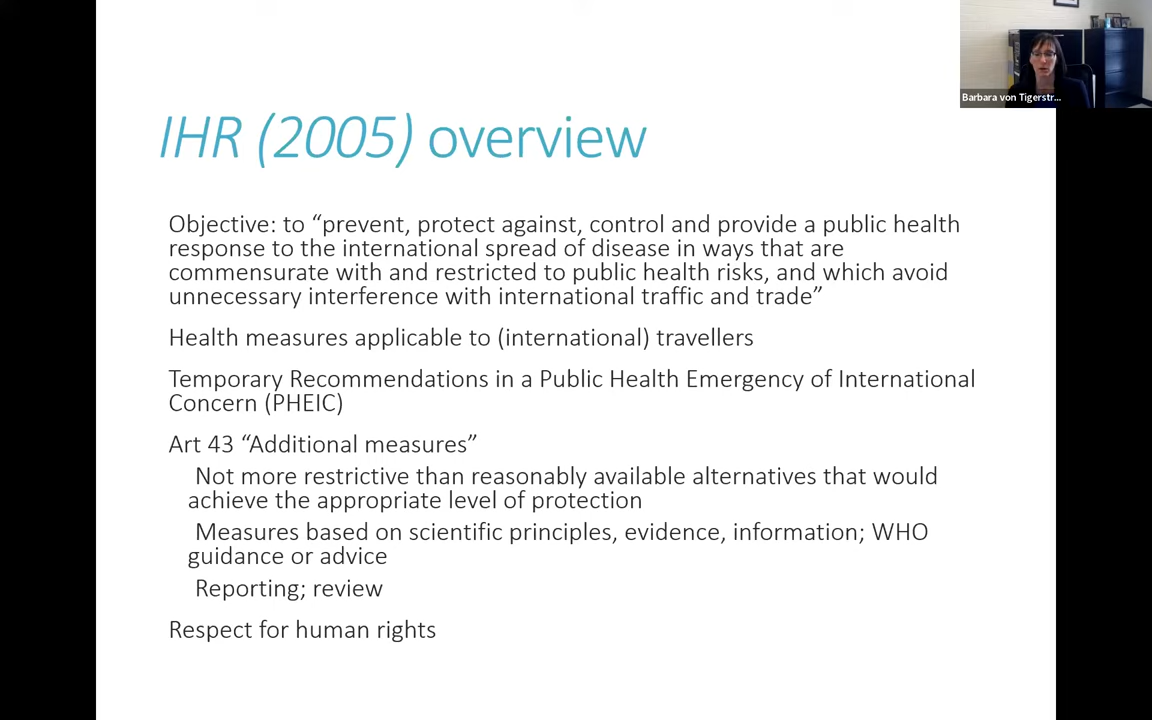 Barbara von Tigerstr...
IHR (2005) overview
Objective: to “prevent, protect against, control and provide a public health
response to the international spread of disease in ways that are
commensurate with and restricted to public health risks, and which avoid
unnecessary interference with international traffic and trade”
Health measures applicable to (international) travellers
Temporary Recommendations in a Public Health Emergency of International
Concern (PHEIC)
Art 43 “Additional measures”
Not more restrictive than reasonably available alternatives that would
achieve the appropriate level of protection
Measures based on scientific principles, evidence, information; WHO
guidance or advice
Reporting; review
Respect for human rights